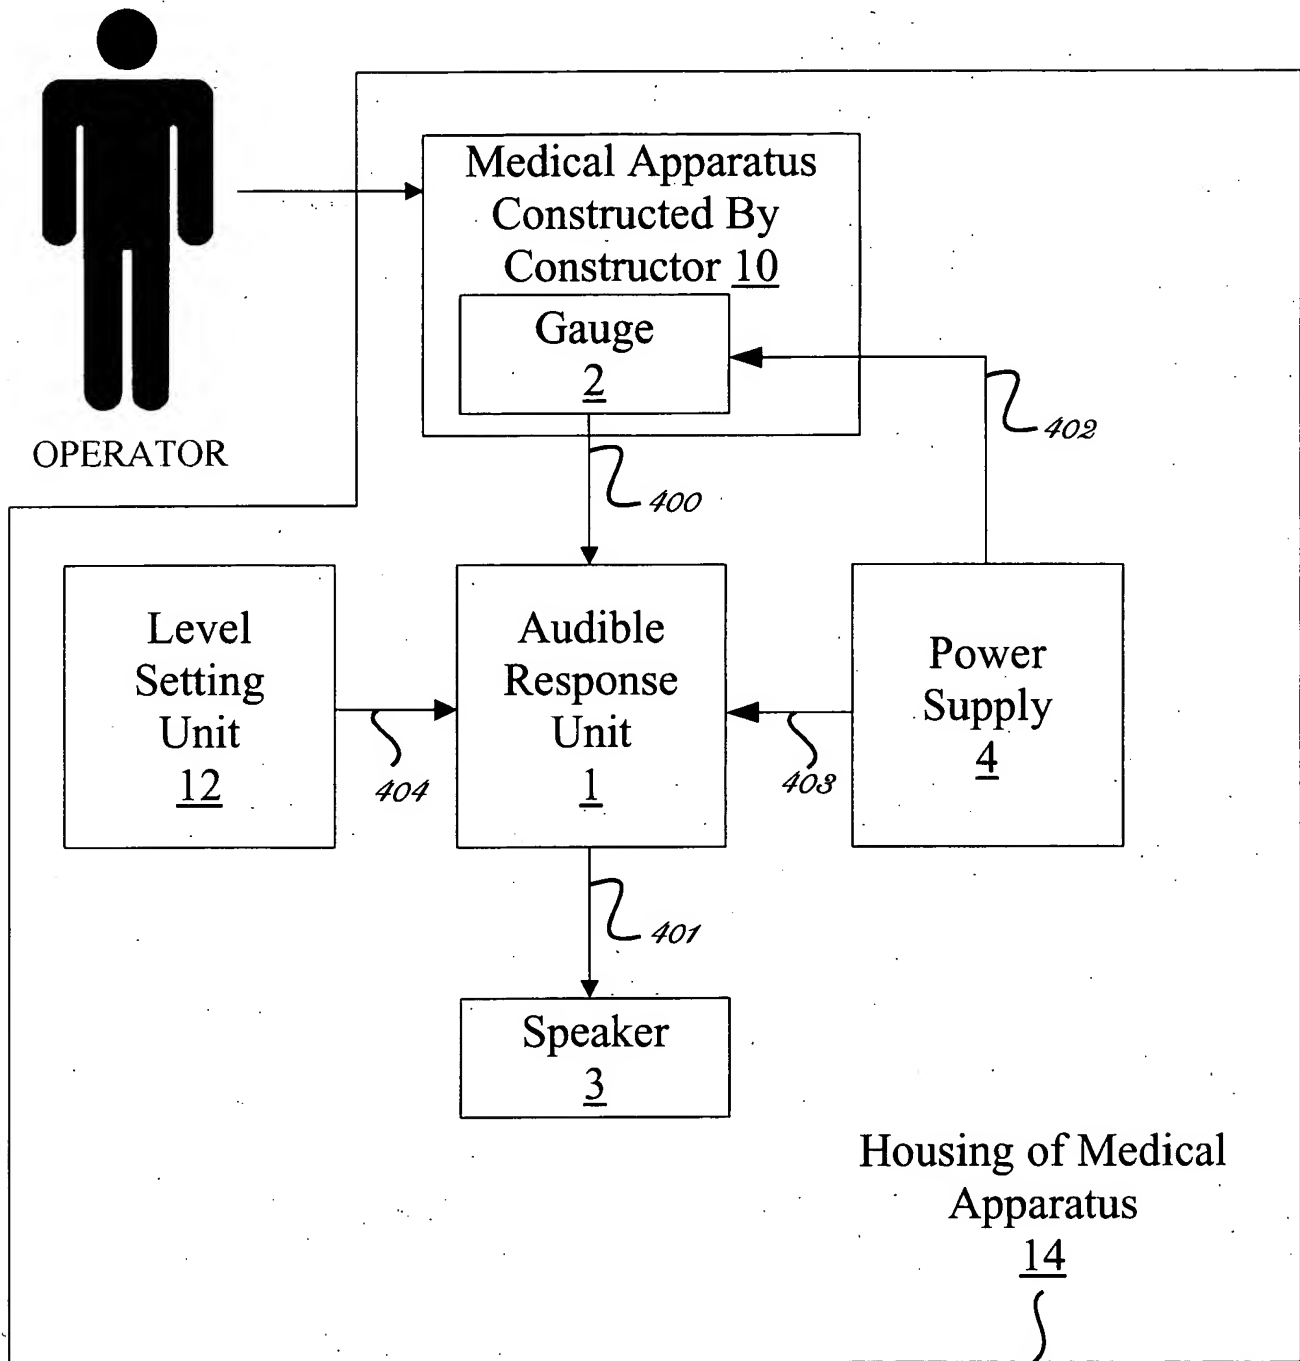 Medical Apparatus
Constructed By
Constructor 10
Gauge
2
402
OPERATOR
400
Level
Setting
Unit
12
404
Audible
Response
Unit
1
403
Power
Supply
4
401
Speaker
3
Housing of Medical
Apparatus
14